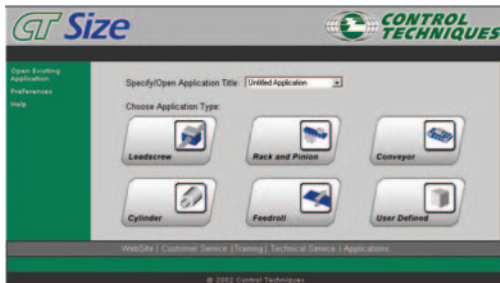 CT Size
CONTROL TECHNIQUES
Open Existing Application
Preferences
Help
Specify/Open Application Title: Untitled Application
Choose Application Type:
Leadscrew
Rack and Pinion
Conveyor
Cylinder
Feedroll
User Defined
WebSite | Customer Service |Training | Technical Service | Applications
© 2002 Control Techniques